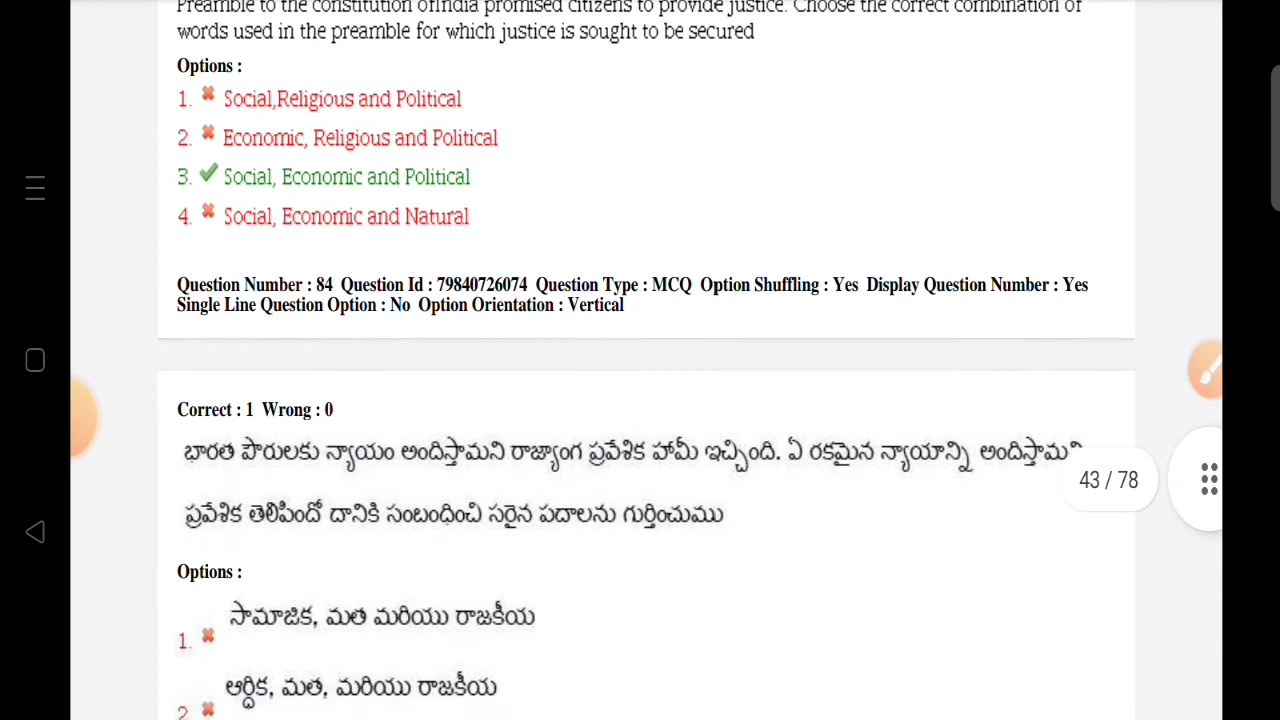 Preamble to the constitution ofIndia promised citizens to provide justice. Choose the correct combination of
words used in the preamble for which justice is sought to be secured
Options :
1. Social,Religious and Political
2. Economic, Religious and Political
3. Social, Economic and Political
4. Social, Economic and Natural
Question Number : 84 Question Id : 79840726074 Question Type : MCQ Option Shuffling : Yes Display Question Number : Yes
Single Line Question Option : No Option Orientation : Vertical
Correct : 1 Wrong : 0
భారత పౌరులకు న్యాయం అందిస్తామని రాజ్యాంగ ప్రవేశిక హామీ ఇచ్చింది. ఏ రకమైన న్యాయాన్ని అందిస్తామని
43 / 78
ప్రవేశిక తెలిపిందో దానికి సంబంధించి సరైన పదాలను గుర్తించుము
Options :
1. సామాజిక, మత మరియు రాజకీయ
2. ఆర్ధిక, మత, మరియు రాజకీయ